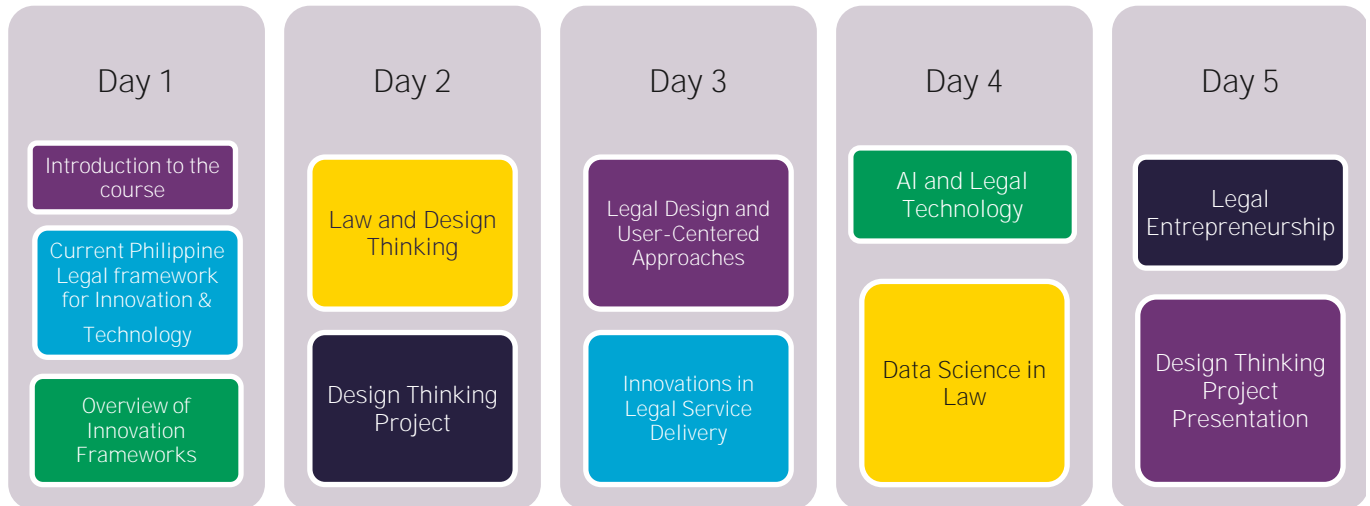 Day 1
Introduction to the
course
Current Philippine
Legal framework
for Innovation &
Technology
Overview of
Innovation
Frameworks
Day 2
Law and Design
Thinking
Design Thinking
Project
Day 3
Legal Design and
User-Centered
Approaches
Innovations in
Legal Service
Delivery
Day 4
AI and Legal
Technology
Data Science in
Law
Day 5
Legal
Entrepreneurship
Design Thinking
Project
Presentation